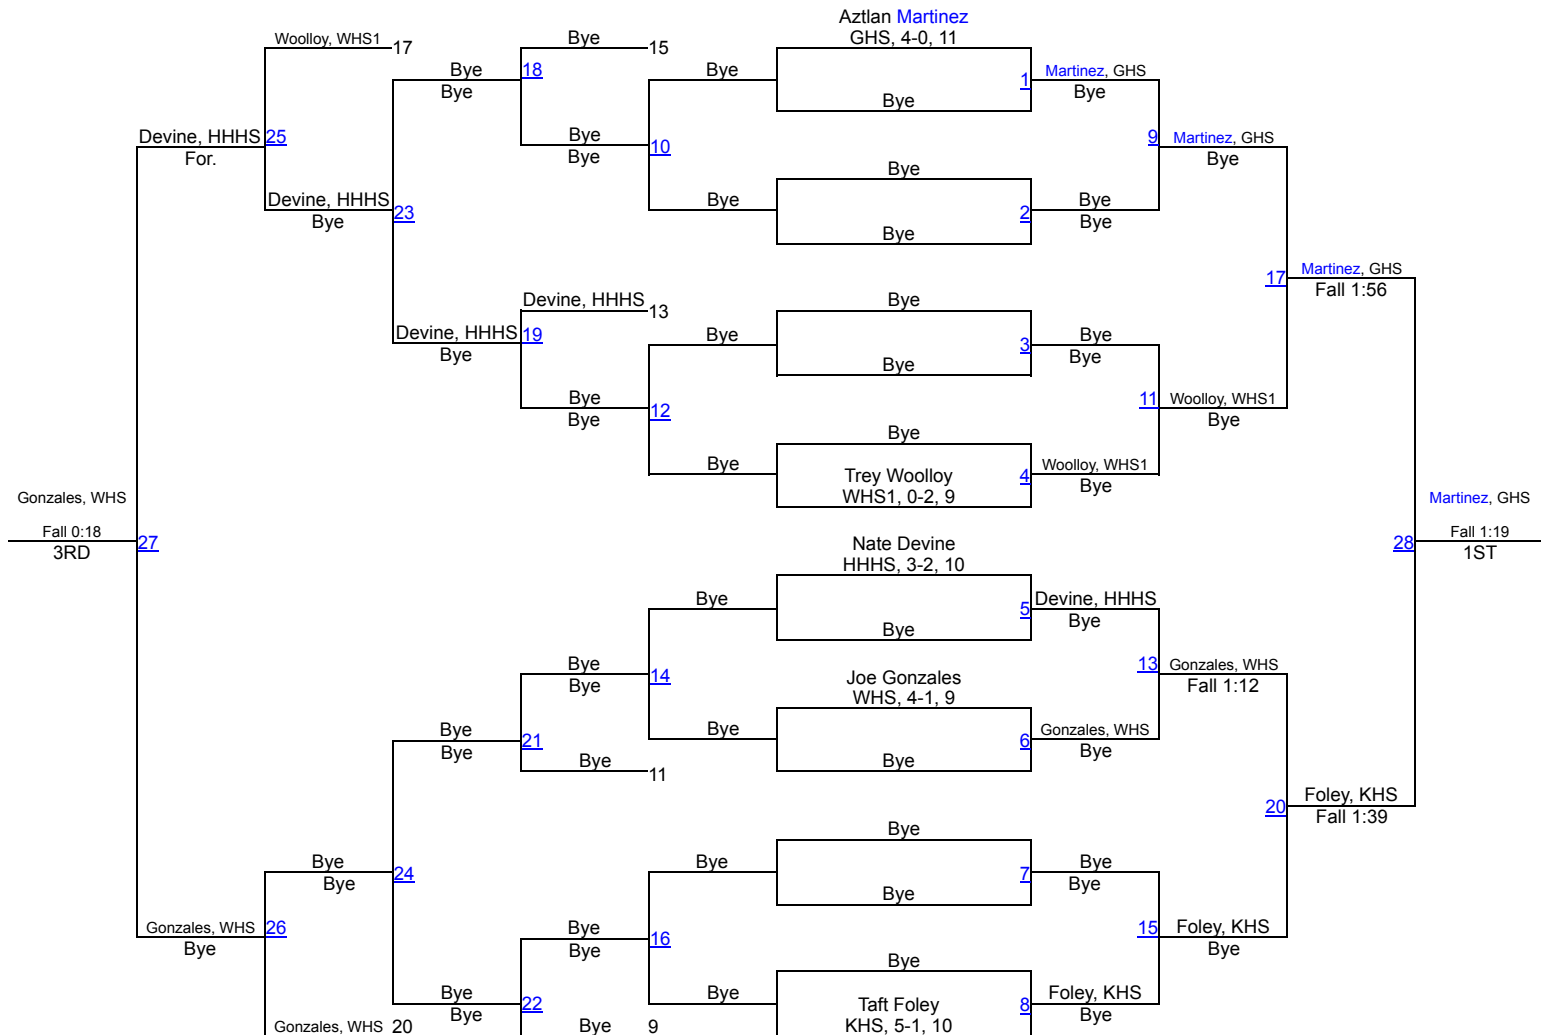 Aztlan Martinez
GHS, 4-0, 11
Woolloy, WHS1 17
Bye 15
Bye
18
Bye
1
Martinez, GHS
Bye
Bye
Bye
Devine, HHHS
25
For.
Bye
Bye
10
9
Martinez, GHS
Bye
Bye
Devine, HHHS
Bye
23
Bye
2
Bye
Bye
Bye
17
Martinez, GHS
Fall 1:56
Devine, HHHS 13
Bye
Devine, HHHS
Bye
19
Bye
3
Bye
Bye
Bye
Bye
Bye
12
11
Woolloy, WHS1
Bye
Bye
Bye
Trey Woolloy
WHS1, 0-2, 9
4
Woolloy, WHS1
Bye
Gonzales, WHS
Fall 0:18
3RD
27
Martinez, GHS
28
Fall 1:19
1ST
Nate Devine
HHHS, 3-2, 10
Bye
5
Devine, HHHS
Bye
Bye
Bye
Bye
14
13
Gonzales, WHS
Fall 1:12
Joe Gonzales
WHS, 4-1, 9
Bye
Bye
21
Bye
6
Gonzales, WHS
Bye
Bye
Bye 11
20
Foley, KHS
Fall 1:39
Bye
Bye
Bye
24
Bye
7
Bye
Bye
Bye
Gonzales, WHS
Bye
26
Bye
Bye
16
15
Foley, KHS
Bye
Bye
Bye
Bye
22
Bye
Taft Foley
KHS, 5-1, 10
8
Foley, KHS
Bye
Gonzales, WHS 20
Bye 9